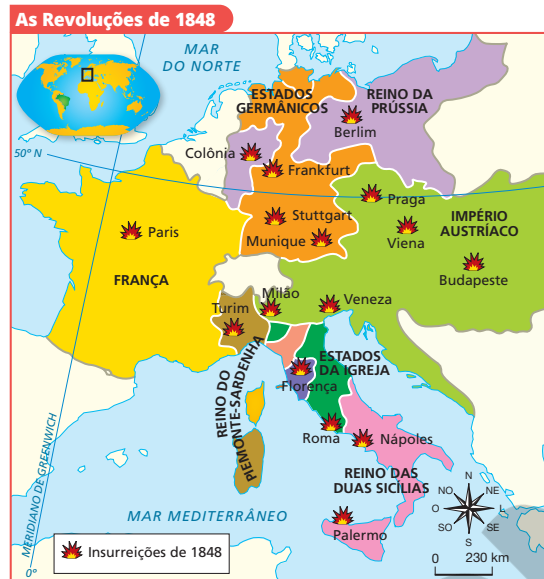 As Revoluções de 1848
MAR
DO NORTE
ESTADOS
GERMÂNICOS
REINO DA
PRÚSSIA
Berlim
Colônia
50° N
Frankfurt
Praga
Stuttgart
IMPÉRIO
AUSTRÍACO
Paris
Munique
Viena
Budapeste
FRANÇA
Milão
Veneza
Turim
ESTADOS
DA IGREJA
Florença
REINO DO
PIEMONTE-SARDENHA
Roma
Nápoles
REINO DAS
DUAS SICÍLIAS
MAR MEDITERRÂNEO
Palermo
MERIDIANO DE GREENWICH
0°
Insurreições de 1848
N
NO
NE
O
L
SO
SE
S
0 230 km